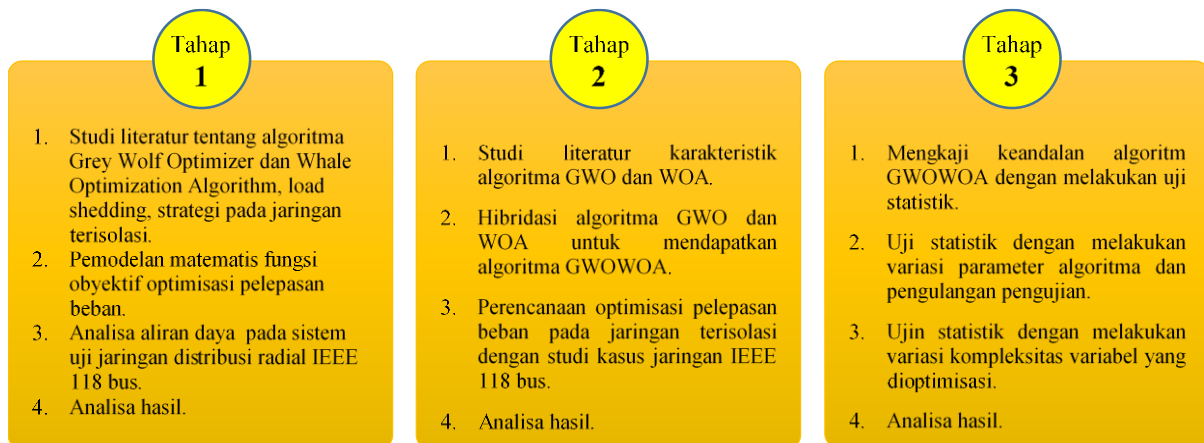 Tahap
1
1. Studi literatur tentang algoritma
Grey Wolf Optimizer dan Whale
Optimization Algorithm, load
shedding, strategi pada jaringan
terisolasi.
2. Pemodelan matematis fungsi
obyektif optimisasi pelepasan
beban.
3. Analisa aliran daya pada sistem
uji jaringan distribusi radial IEEE
118 bus.
4. Analisa hasil.
Tahap
2
1. Studi literatur karakteristik
algoritma GWO dan WOA.
2. Hibridasi algoritma GWO dan
WOA untuk mendapatkan
algoritma GWOWOA.
3. Perencanaan optimisasi pelepasan
beban pada jaringan terisolasi
dengan studi kasus jaringan IEEE
118 bus.
4. Analisa hasil.
Tahap
3
1. Mengkaji keandalan algoritm
GWOWOA dengan melakukan uji
statistik.
2. Uji statistik dengan melakukan
variasi parameter algoritma dan
pengulangan pengujian.
3. Ujin statistik dengan melakukan
variasi kompleksitas variabel yang
dioptimisasi.
4. Analisa hasil.